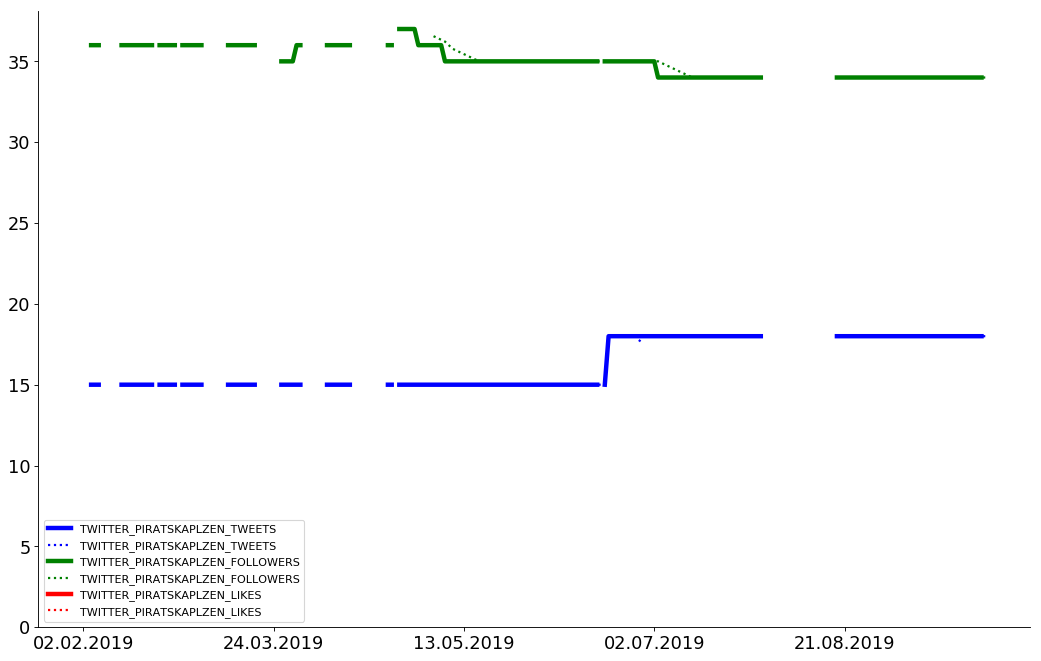 35
30
25
20
15
10
5
0
TWITTER_PIRATSKAPLZEN_TWEETS
TWITTER_PIRATSKAPLZEN_TWEETS
TWITTER_PIRATSKAPLZEN_FOLLOWERS
TWITTER_PIRATSKAPLZEN_FOLLOWERS
TWITTER_PIRATSKAPLZEN_LIKES
TWITTER_PIRATSKAPLZEN_LIKES
02.02.2019 24.03.2019 13.05.2019 02.07.2019 21.08.2019